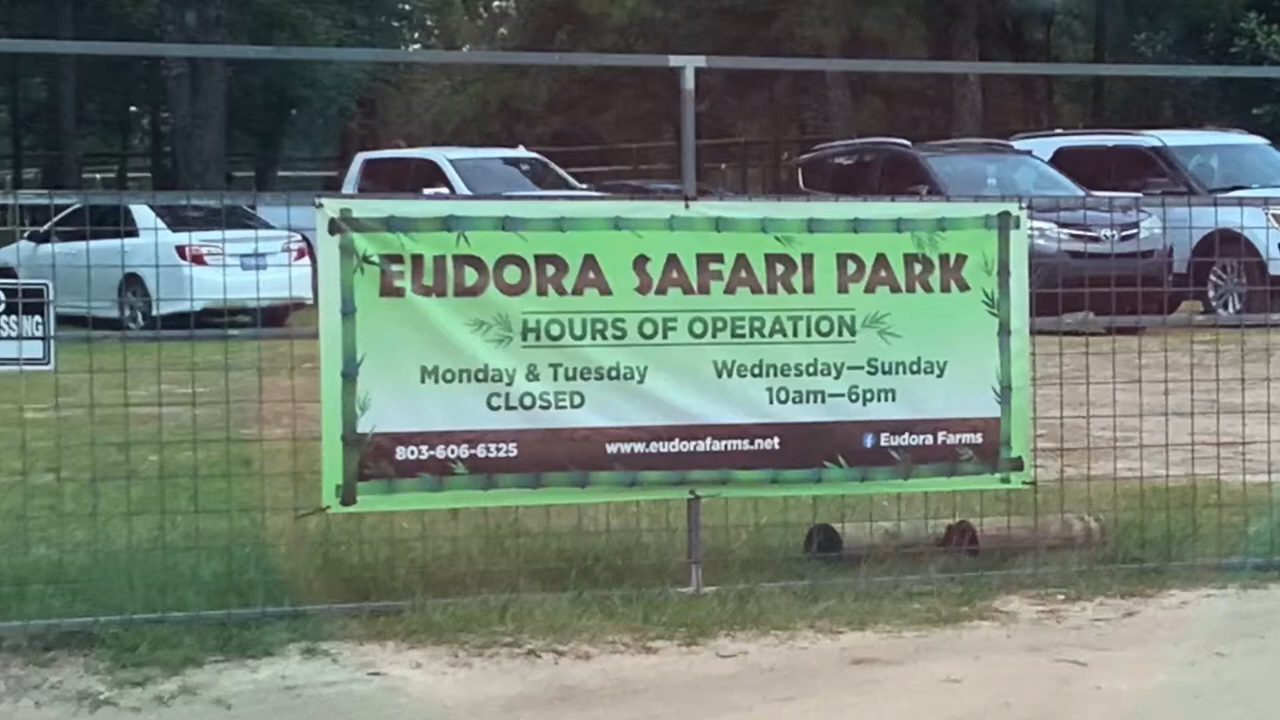 EUDORA SAFARI PARK
HOURS OF OPERATION
Monday & Tuesday
CLOSED
Wednesday—Sunday
10am—6pm
803-606-6325
www.eudorafarms.net
Eudora Farms